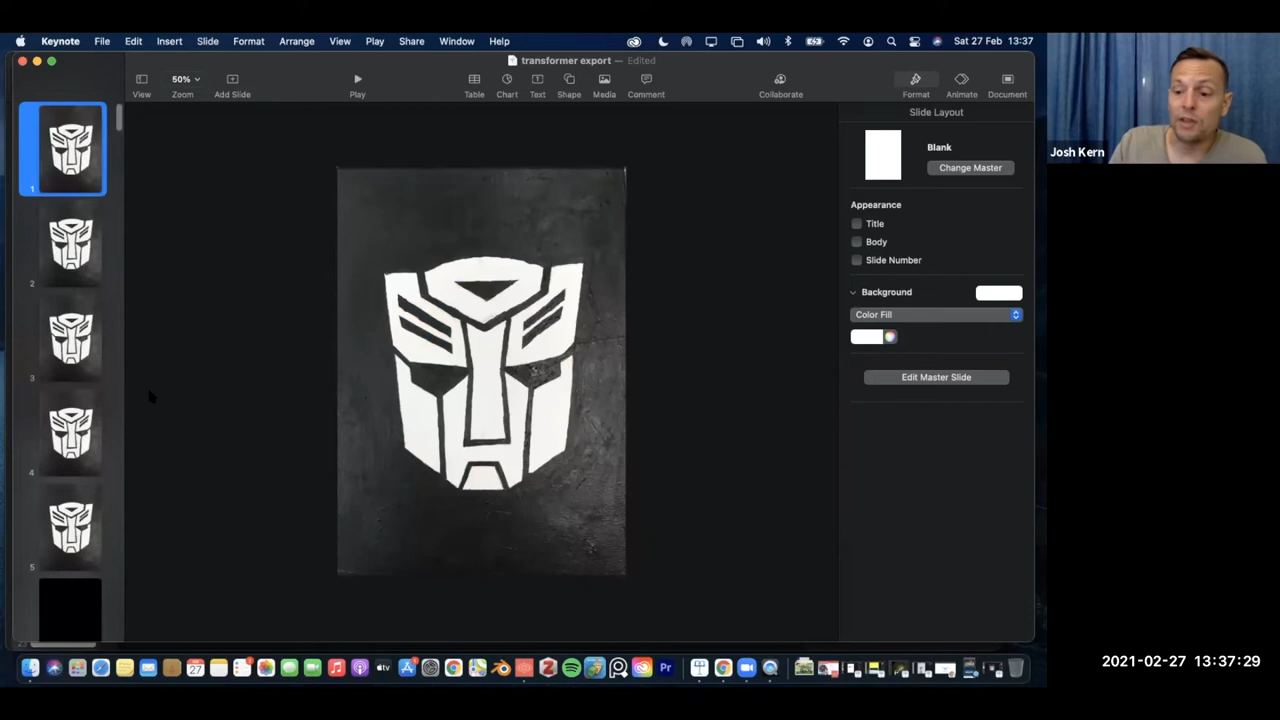 Keynote File Edit Insert Slide Format Arrange View Play Share Window Help Sat 27 Feb 13:37
transformer export — Edited
50%
View Zoom Add Slide Play Table Chart Text Shape Media Comment Collaborate Format Animate Document
Slide Layout
Blank
Change Master
Appearance
Title
Body
Slide Number
Background
Color Fill
Edit Master Slide
1
2
3
4
5
Josh Kern
27
Pr
2021-02-27 13:37:29